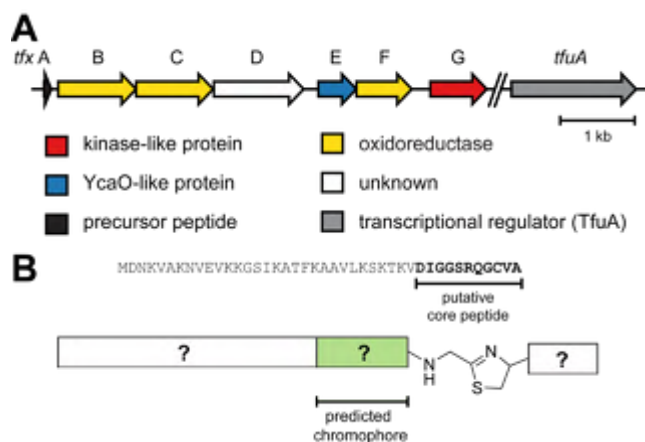 A
tfx A B C D E F G tfuA
1 kb
kinase-like protein oxidoreductase
YcaO-like protein unknown
precursor peptide transcriptional regulator (TfuA)
B
MDNKVAKNVEVKKGSIKATFKAAVLKSKTKVDIGGSRQGCVA
putative
core peptide
? ? N N ?
H S
predicted
chromophore